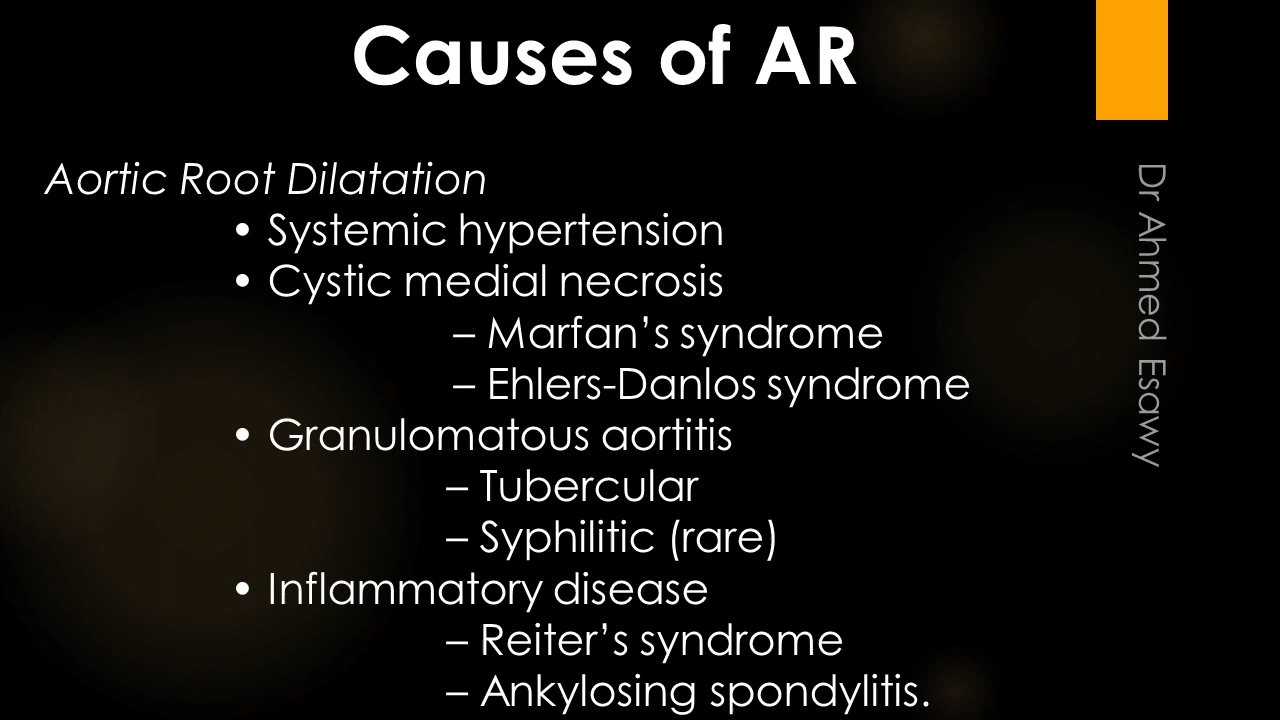 Causes of AR
Aortic Root Dilatation
• Systemic hypertension
• Cystic medial necrosis
– Marfan’s syndrome
– Ehlers-Danlos syndrome
• Granulomatous aortitis
– Tubercular
– Syphilitic (rare)
• Inflammatory disease
– Reiter’s syndrome
– Ankylosing spondylitis.
Dr Ahmed Esawy